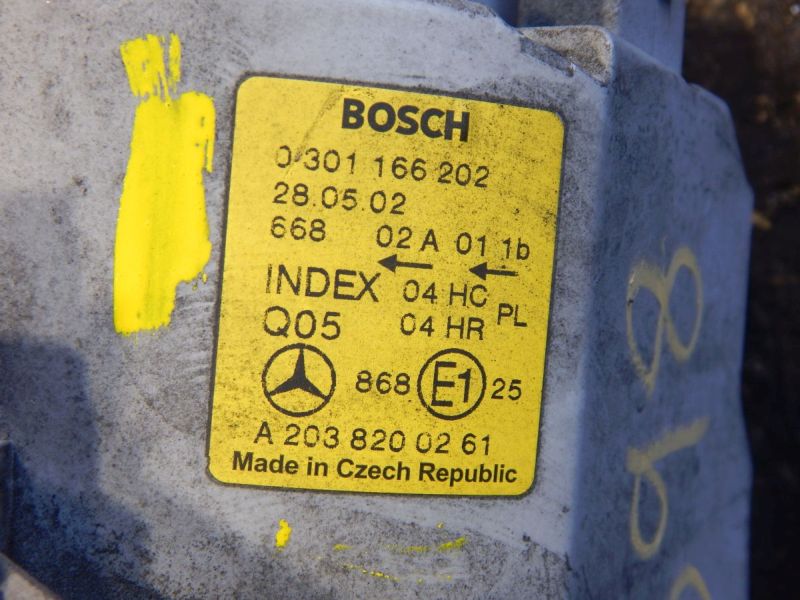 BOSCH
0 301 166 202
28.05.02
668 02 A 01 1b
INDEX 04 HC PL
Q05 04 HR
868 E1 25
A 203 820 02 61
Made in Czech Republic